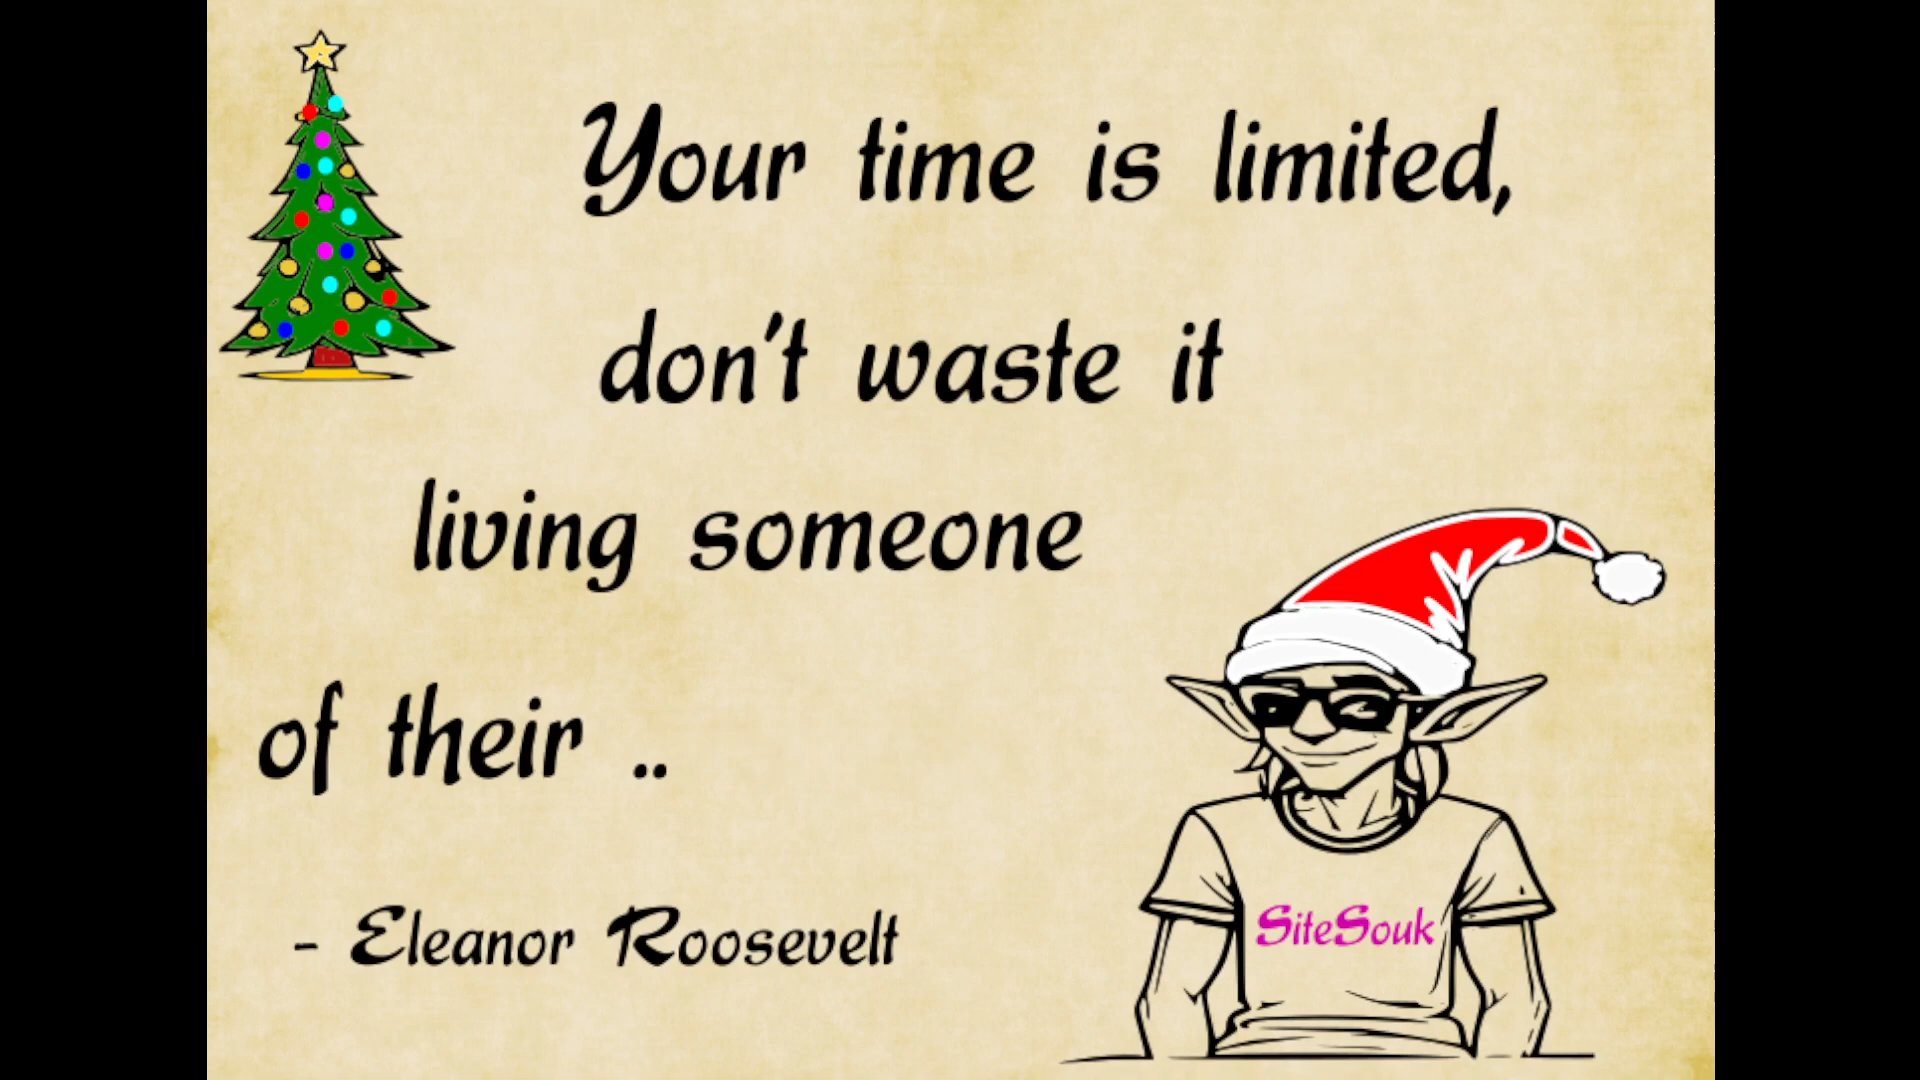 Your time is limited,
don't waste it
living someone
of their ..
- Eleanor Roosevelt
SiteSouk